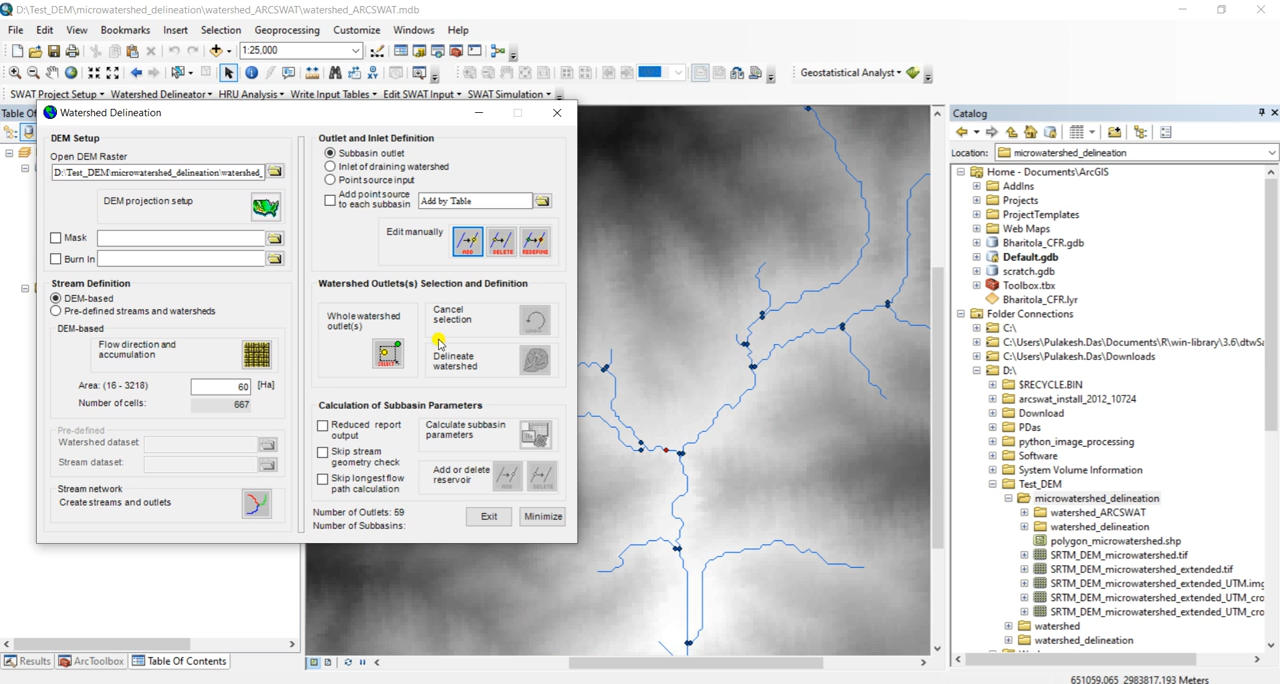 D:\Test_DEM\microwatershed_delineation\watershed_ARCSWAT\watershed_ARCSWAT.mdb
File Edit View Bookmarks Insert Selection Geoprocessing Customize Windows Help
1:25,000
Geostatistical Analyst
SWAT Project Setup Watershed Delineator HRU Analysis Write Input Tables Edit SWAT Input SWAT Simulation
Table Of
Watershed Delineation
DEM Setup
Open DEM Raster
D:\Test_DEM\microwatershed_delineation\watershed_
DEM projection setup
Mask
Burn In
Stream Definition
DEM-based
Pre-defined streams and watersheds
DEM-based
Flow direction and
accumulation
Area: (16 - 3218) 60 [Ha]
Number of cells: 667
Pre-defined
Watershed dataset
Stream dataset:
Stream network
Create streams and outlets
Outlet and Inlet Definition
Subbasin outlet
Inlet of draining watershed
Point source input
Add point source
to each subbasin
Add by Table
Edit manually
ADD DELETE REDEFINE
Watershed Outlets(s) Selection and Definition
Whole watershed
outlet(s)
SELECT
Cancel
selection
Delineate
watershed
Calculation of Subbasin Parameters
Reduced report
output
Skip stream
geometry check
Skip longest flow
path calculation
Calculate subbasin
parameters
Add or delete
reservoir
ADD DELETE
Number of Outlets: 59
Number of Subbasins:
Exit Minimize
Results ArcToolbox Table Of Contents
Catalog
Location: microwatershed_delineation
Home - Documents\ArcGIS
AddIns
Projects
ProjectTemplates
Web Maps
Bharitola_CFR.gdb
Default.gdb
scratch.gdb
Toolbox.tbx
Bharitola_CFR.lyr
Folder Connections
C:\
C:\Users\Pulakesh.Das\Documents\R\win-library\3.6\dtwSa
C:\Users\Pulakesh.Das\Downloads
D:\
$RECYCLE.BIN
arcswat_install_2012_10724
Download
PDas
python_image_processing
Software
System Volume Information
Test_DEM
microwatershed_delineation
watershed_ARCSWAT
watershed_delineation
polygon_microwatershed.shp
SRTM_DEM_microwatershed.tif
SRTM_DEM_microwatershed_extended.tif
SRTM_DEM_microwatershed_extended_UTM.img
SRTM_DEM_microwatershed_extended_UTM_cro
SRTM_DEM_microwatershed_extended_UTM_cro
watershed
watershed_delineation
651059.065 2983817.193 Meters